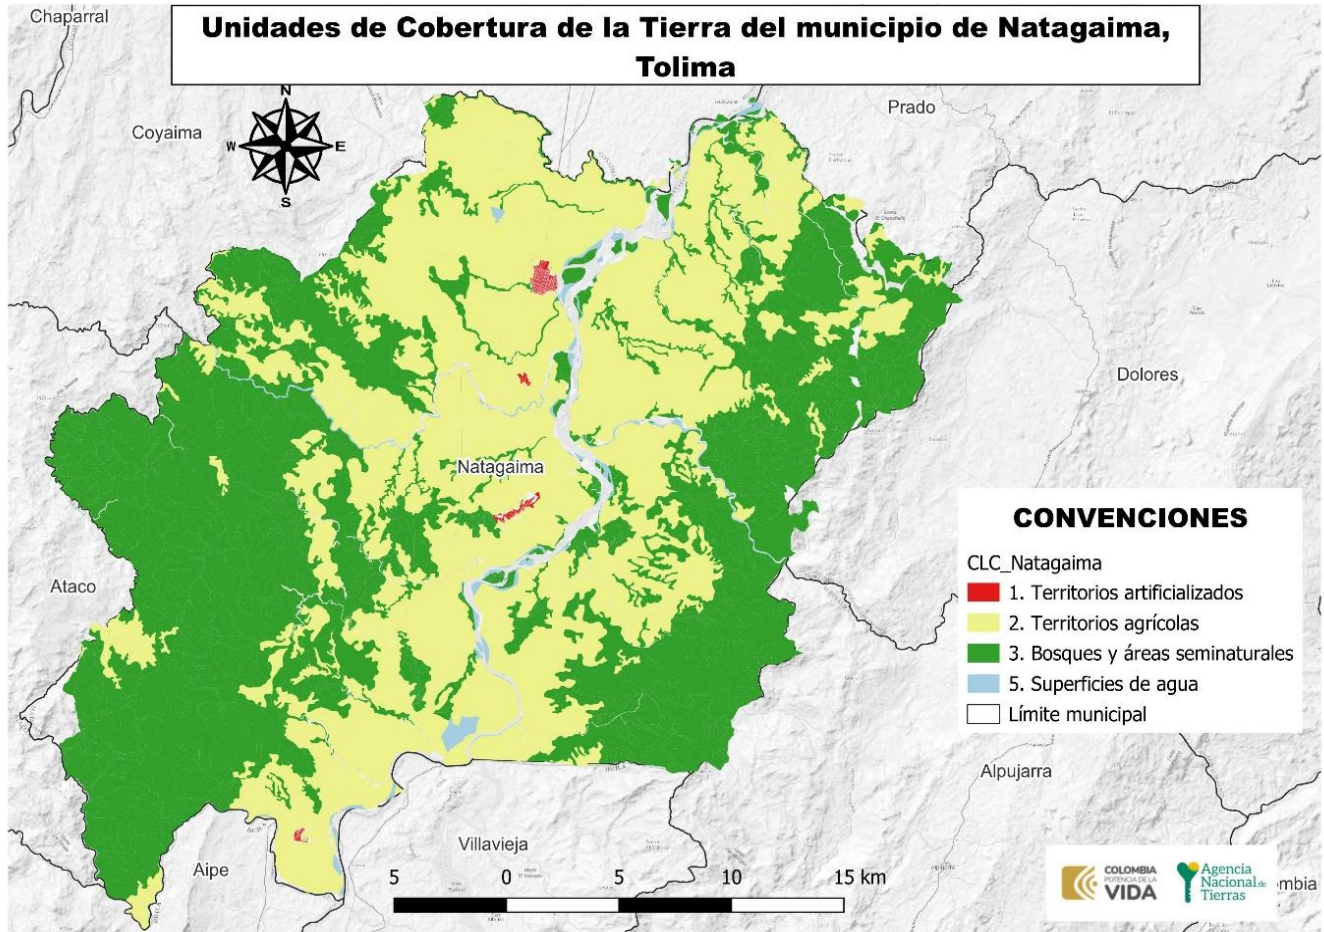 Unidades de Cobertura de la Tierra del municipio de Natagaima,
Tolima
Chaparral
Coyaima
Prado
N
W E
S
Dolores
Natagaima
Ataco
CONVENCIONES
CLC_Natagaima
1. Territorios artificializados
2. Territorios agrícolas
3. Bosques y áreas seminaturales
5. Superficies de agua
Límite municipal
Alpujarra
Villavieja
Aipe
5 0 5 10 15 km
COLOMBIA
POTENCIA DE LA
VIDA
Agencia
Nacional de
Tierras
mbia